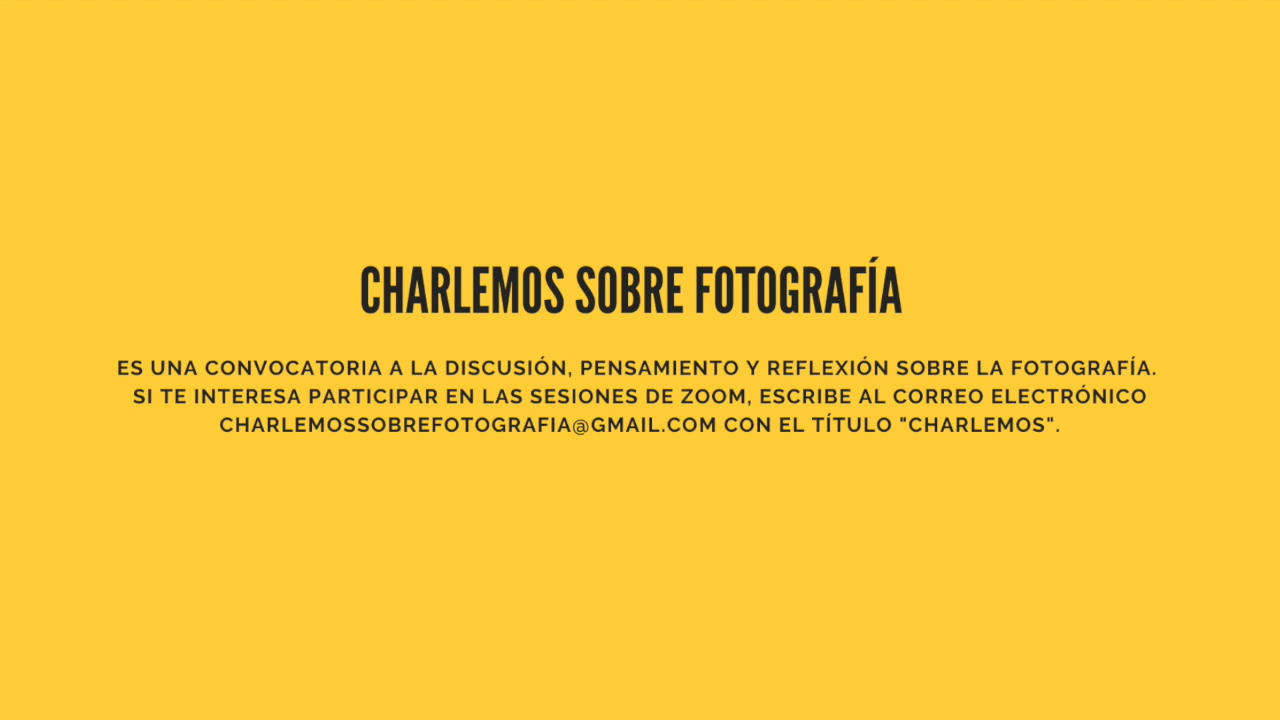 CHARLEMOS SOBRE FOTOGRAFÍA
ES UNA CONVOCATORIA A LA DISCUSIÓN, PENSAMIENTO Y REFLEXIÓN SOBRE LA FOTOGRAFÍA.
SI TE INTERESA PARTICIPAR EN LAS SESIONES DE ZOOM, ESCRIBE AL CORREO ELECTRÓNICO
CHARLEMOSSOBREFOTOGRAFIA@GMAIL.COM CON EL TÍTULO "CHARLEMOS".